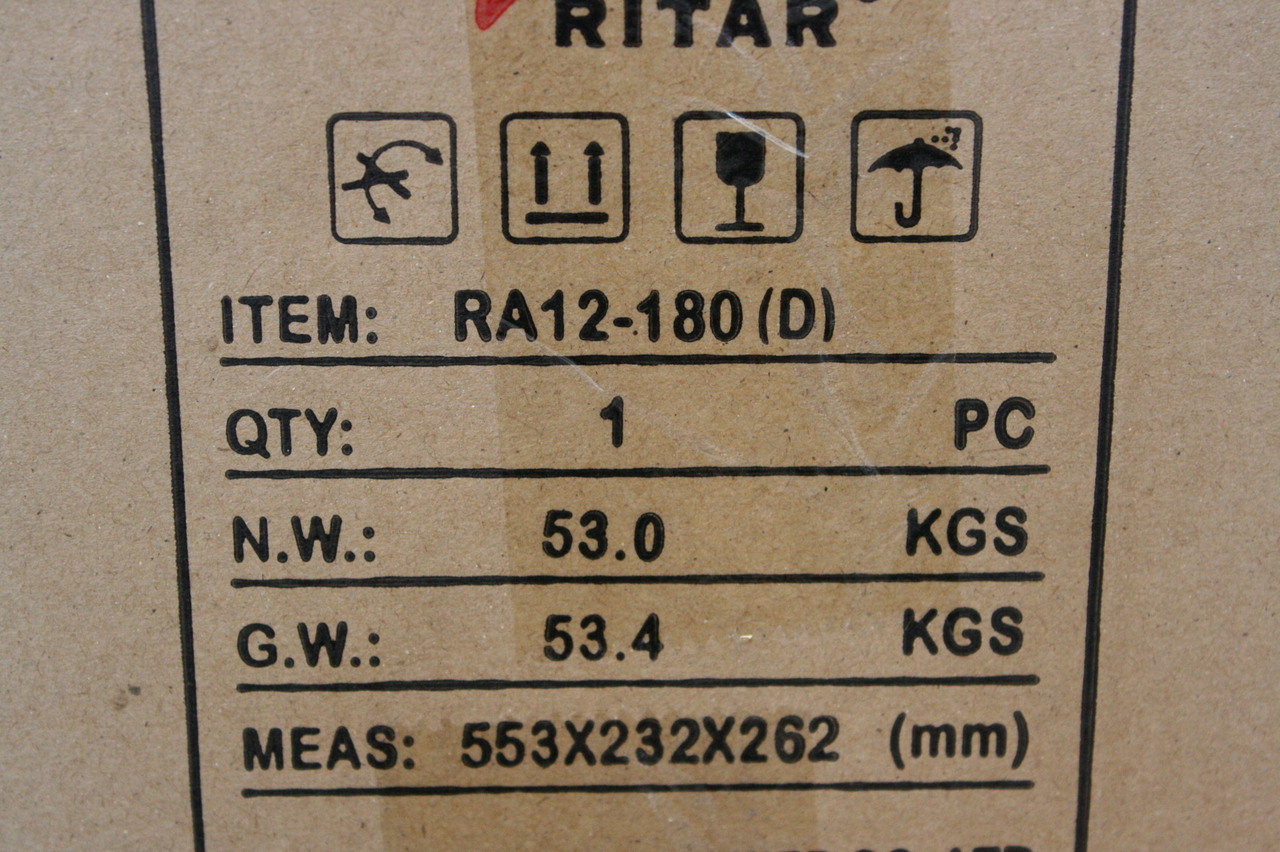 RITAR
ITEM: RA12-180(D)
QTY: 1 PC
N.W.: 53.0 KGS
G.W.: 53.4 KGS
MEAS: 553X232X262 (mm)